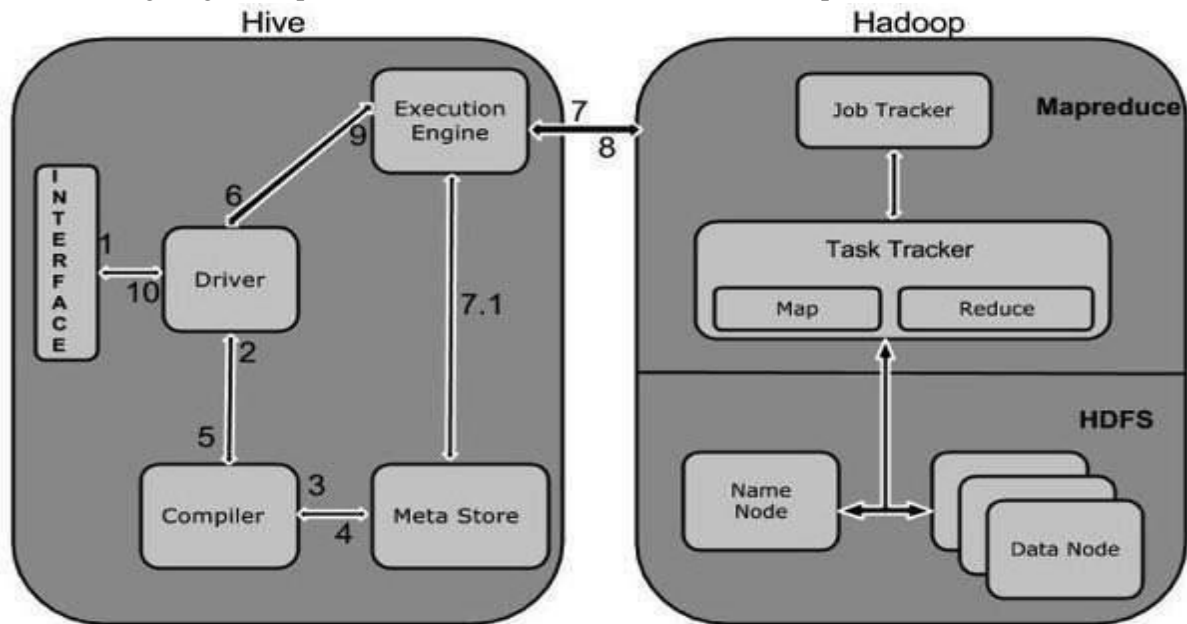 Hive
Hadoop
Execution
Engine
7
8
Job Tracker
Mapreduce
9
6
INTERFACE
1
10
Driver
Task Tracker
Map
Reduce
7.1
2
5
HDFS
Compiler
3
4
Meta Store
Name
Node
Data Node